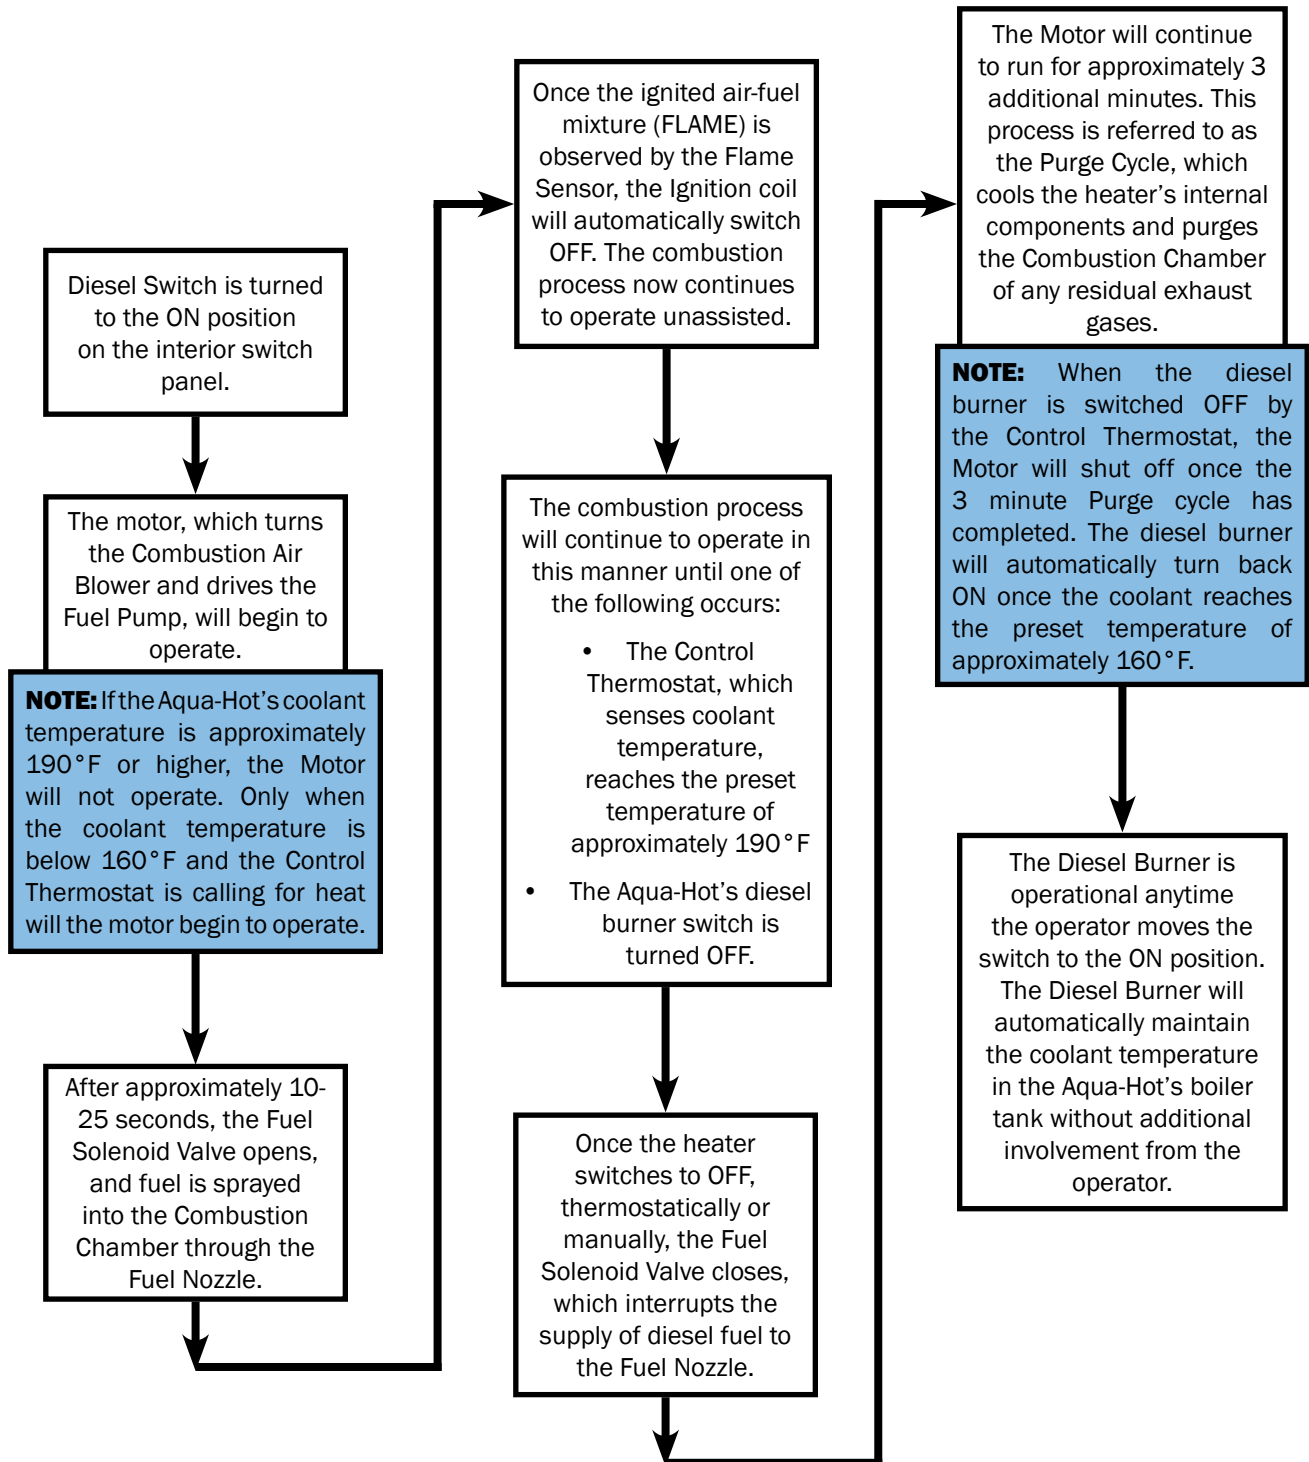 Diesel Switch is turned
to the ON position
on the interior switch
panel.
The motor, which turns
the Combustion Air
Blower and drives the
Fuel Pump, will begin to
operate.
NOTE: If the Aqua-Hot's coolant
temperature is approximately
190°F or higher, the Motor
will not operate. Only when
the coolant temperature is
below 160°F and the Control
Thermostat is calling for heat
will the motor begin to operate.
After approximately 10-
25 seconds, the Fuel
Solenoid Valve opens,
and fuel is sprayed
into the Combustion
Chamber through the
Fuel Nozzle.
Once the ignited air-fuel
mixture (FLAME) is
observed by the Flame
Sensor, the Ignition coil
will automatically switch
OFF. The combustion
process now continues
to operate unassisted.
The combustion process
will continue to operate in
this manner until one of
the following occurs:
• The Control
Thermostat, which
senses coolant
temperature,
reaches the preset
temperature of
approximately 190°F
• The Aqua-Hot's diesel
burner switch is
turned OFF.
Once the heater
switches to OFF,
thermostatically or
manually, the Fuel
Solenoid Valve closes,
which interrupts the
supply of diesel fuel to
the Fuel Nozzle.
The Motor will continue
to run for approximately 3
additional minutes. This
process is referred to as
the Purge Cycle, which
cools the heater's internal
components and purges
the Combustion Chamber
of any residual exhaust
gases.
NOTE: When the diesel
burner is switched OFF by
the Control Thermostat, the
Motor will shut off once the
3 minute Purge cycle has
completed. The diesel burner
will automatically turn back
ON once the coolant reaches
the preset temperature of
approximately 160°F.
The Diesel Burner is
operational anytime
the operator moves the
switch to the ON position.
The Diesel Burner will
automatically maintain
the coolant temperature
in the Aqua-Hot's boiler
tank without additional
involvement from the
operator.